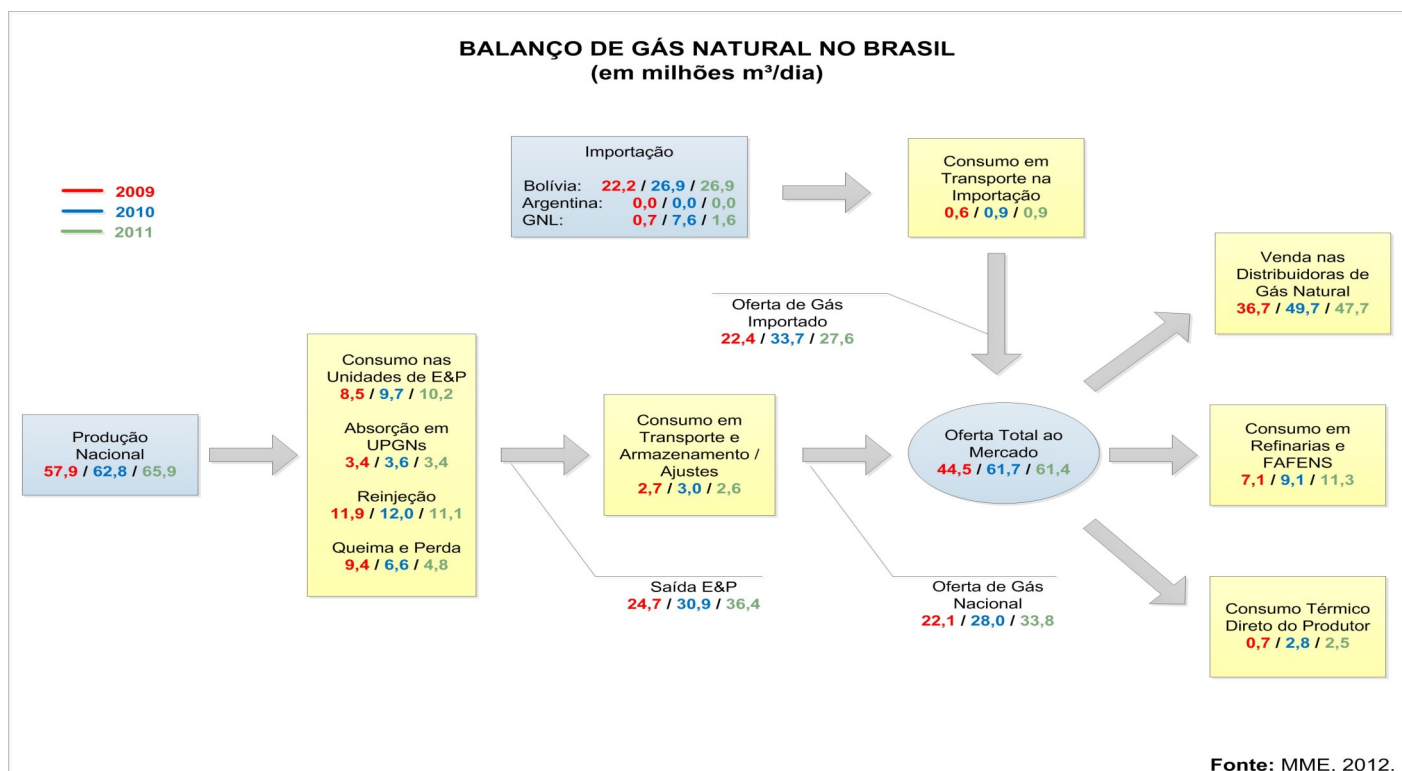 BALANÇO DE GÁS NATURAL NO BRASIL
(em milhões m³/dia)
2009
2010
2011
Importação
Bolívia: 22,2 / 26,9 / 26,9
Argentina: 0,0 / 0,0 / 0,0
GNL: 0,7 / 7,6 / 1,6
Consumo em
Transporte na
Importação
0,6 / 0,9 / 0,9
Oferta de Gás
Importado
22,4 / 33,7 / 27,6
Venda nas
Distribuidoras de
Gás Natural
36,7 / 49,7 / 47,7
Produção
Nacional
57,9 / 62,8 / 65,9
Consumo nas
Unidades de E&P
8,5 / 9,7 / 10,2
Absorção em
UPGNs
3,4 / 3,6 / 3,4
Reinjeção
11,9 / 12,0 / 11,1
Queima e Perda
9,4 / 6,6 / 4,8
Consumo em
Transporte e
Armazenamento /
Ajustes
2,7 / 3,0 / 2,6
Oferta Total ao
Mercado
44,5 / 61,7 / 61,4
Consumo em
Refinarias e
FAFENS
7,1 / 9,1 / 11,3
Saída E&P
24,7 / 30,9 / 36,4
Oferta de Gás
Nacional
22,1 / 28,0 / 33,8
Consumo Térmico
Direto do Produtor
0,7 / 2,8 / 2,5
Fonte: MME, 2012.